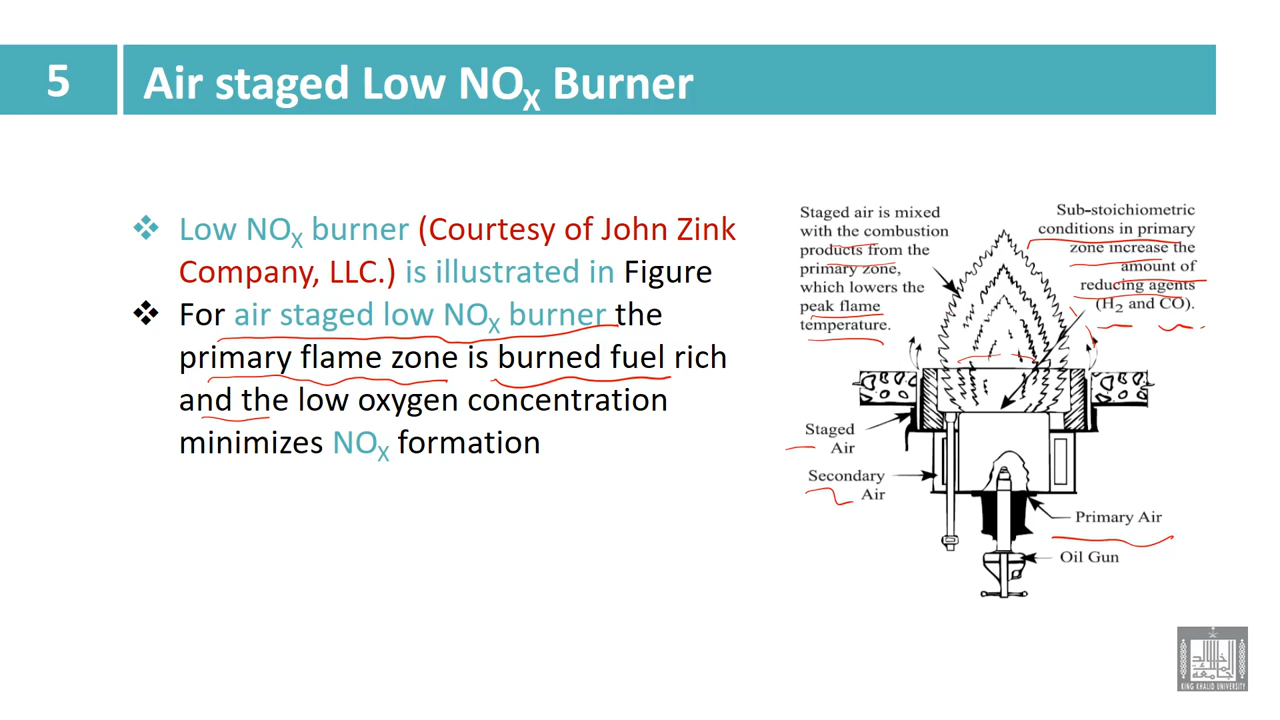 5
Air staged Low NOX Burner
❖ Low NOX burner (Courtesy of John Zink
Company, LLC.) is illustrated in Figure
❖ For air staged low NOX burner the
primary flame zone is burned fuel rich
and the low oxygen concentration
minimizes NOX formation
Staged air is mixed
with the combustion
products from the
primary zone,
which lowers the
peak flame
temperature.
Sub-stoichiometric
conditions in primary
zone increase the
amount of
reducing agents
(H2 and CO).
Staged
Air
Secondary
Air
Primary Air
Oil Gun
KING KHALID UNIVERSITY